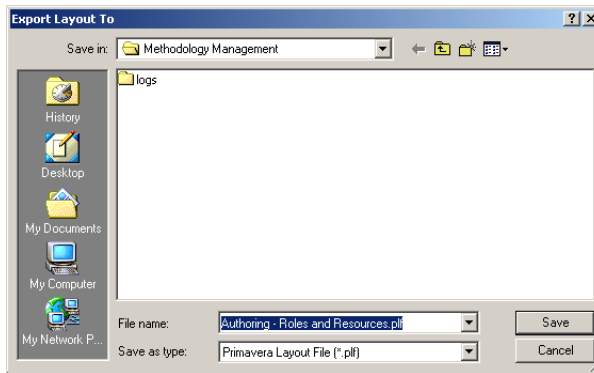 Export Layout To
Save in: Methodology Management
logs
History
Desktop
My Documents
My Computer
My Network P...
File name: Authoring - Roles and Resources.plf
Save
Save as type: Primavera Layout File (*.plf)
Cancel